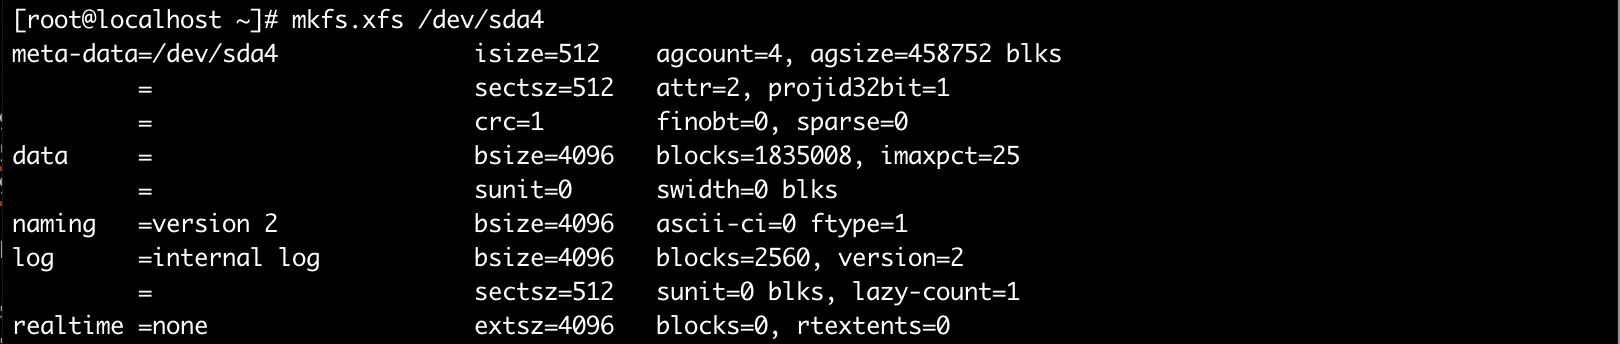 [root@localhost ~]# mkfs.xfs /dev/sda4
meta-data=/dev/sda4              isize=512    agcount=4, agsize=458752 blks
         =                       sectsz=512   attr=2, projid32bit=1
         =                       crc=1        finobt=0, sparse=0
data     =                       bsize=4096   blocks=1835008, imaxpct=25
         =                       sunit=0      swidth=0 blks
naming   =version 2              bsize=4096   ascii-ci=0 ftype=1
log      =internal log           bsize=4096   blocks=2560, version=2
         =                       sectsz=512   sunit=0 blks, lazy-count=1
realtime =none                   extsz=4096   blocks=0, rtextents=0